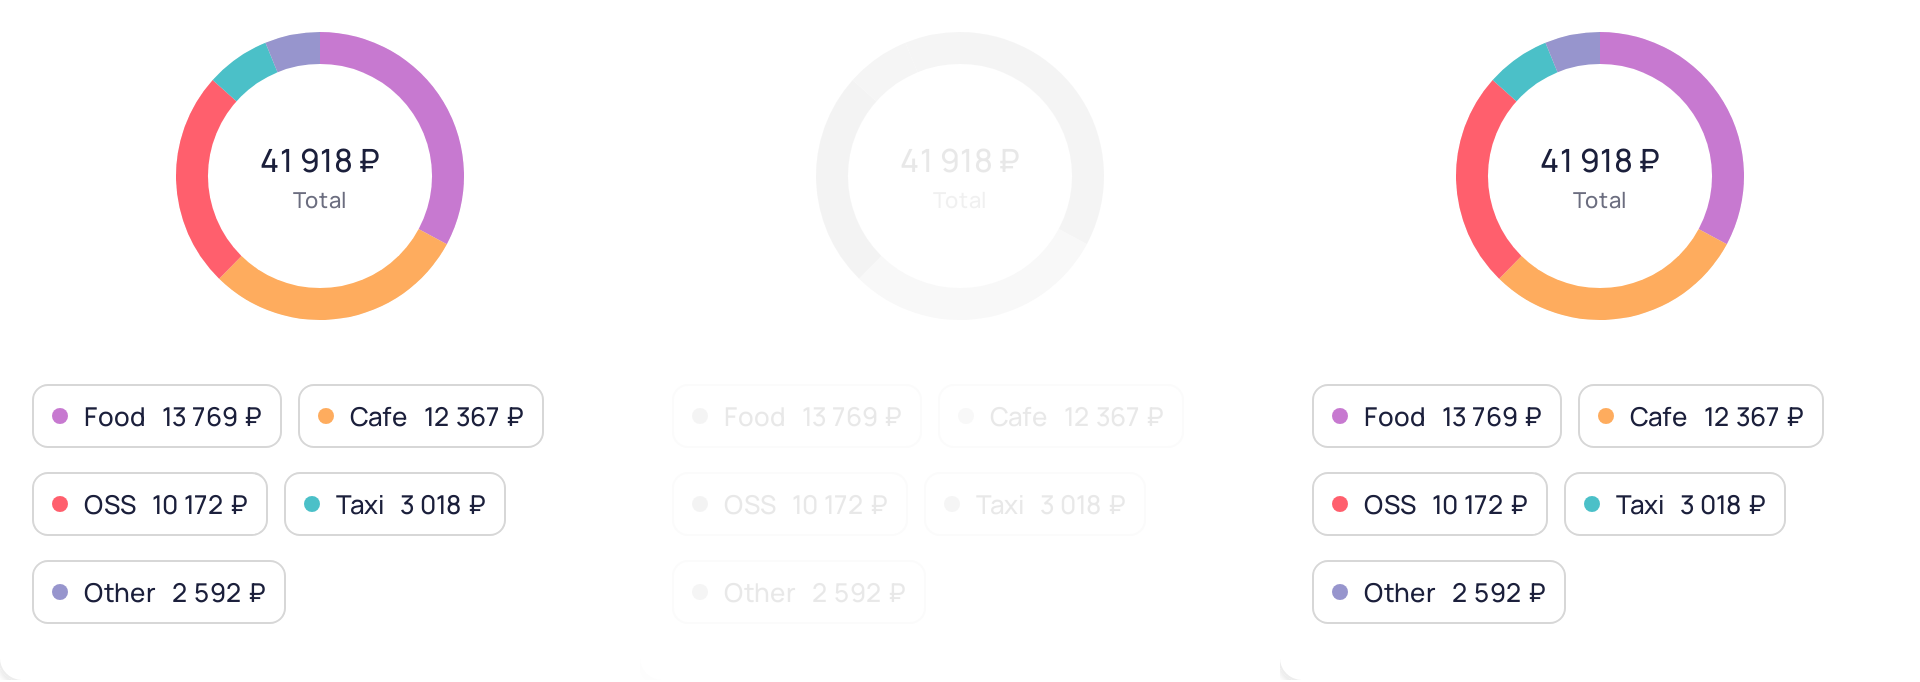 41 918 ₽
Total
Food 13 769 ₽
Cafe 12 367 ₽
OSS 10 172 ₽
Taxi 3 018 ₽
Other 2 592 ₽
41 918 ₽
Total
Food 13 769 ₽
Cafe 12 367 ₽
OSS 10 172 ₽
Taxi 3 018 ₽
Other 2 592 ₽
41 918 ₽
Total
Food 13 769 ₽
Cafe 12 367 ₽
OSS 10 172 ₽
Taxi 3 018 ₽
Other 2 592 ₽